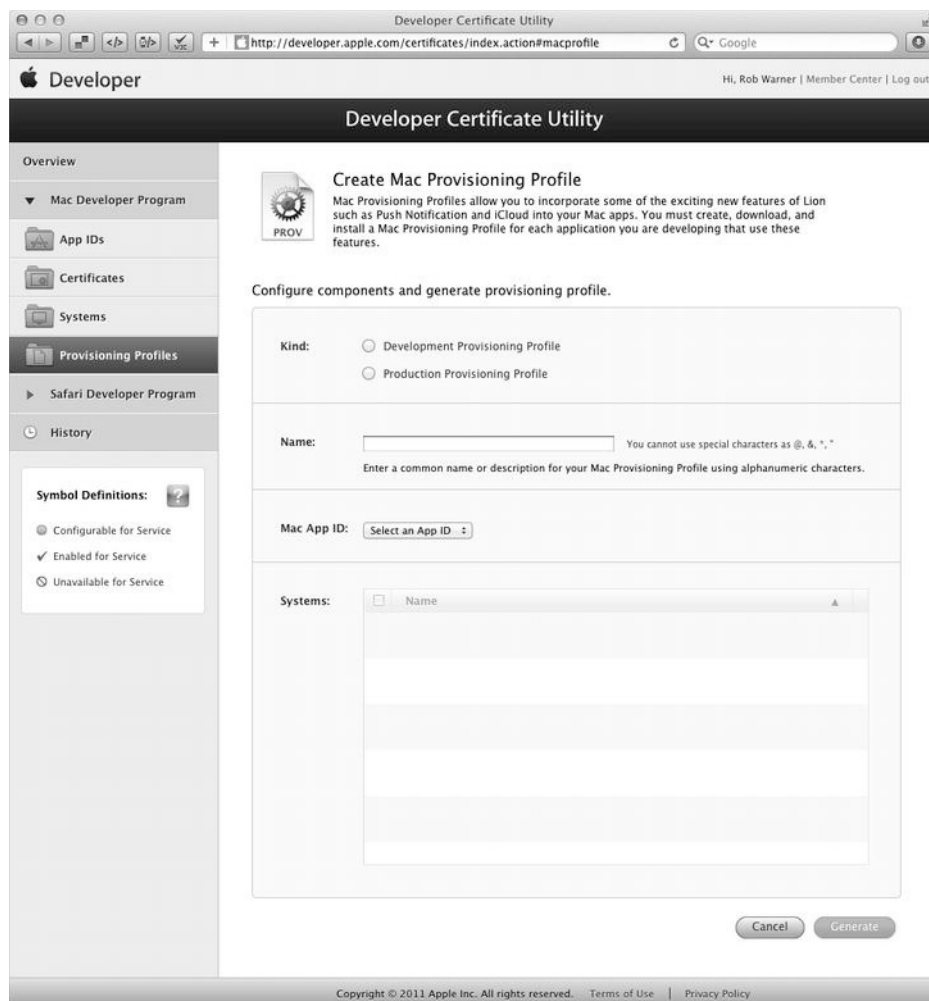 Developer Certificate Utility
http://developer.apple.com/certificates/index.action#macprofile
Google
Developer
Hi, Rob Warner | Member Center | Log out
Developer Certificate Utility
Overview
Mac Developer Program
App IDs
Certificates
Systems
Provisioning Profiles
Safari Developer Program
History
Symbol Definitions:
?
Configurable for Service
Enabled for Service
Unavailable for Service
PROV
Create Mac Provisioning Profile
Mac Provisioning Profiles allow you to incorporate some of the exciting new features of Lion
such as Push Notification and iCloud into your Mac apps. You must create, download, and
install a Mac Provisioning Profile for each application you are developing that use these
features.
Configure components and generate provisioning profile.
Kind:
Development Provisioning Profile
Production Provisioning Profile
Name:
You cannot use special characters as @, &, *, "
Enter a common name or description for your Mac Provisioning Profile using alphanumeric characters.
Mac App ID:
Select an App ID
Systems:
Name
Cancel
Generate
Copyright © 2011 Apple Inc. All rights reserved. Terms of Use | Privacy Policy